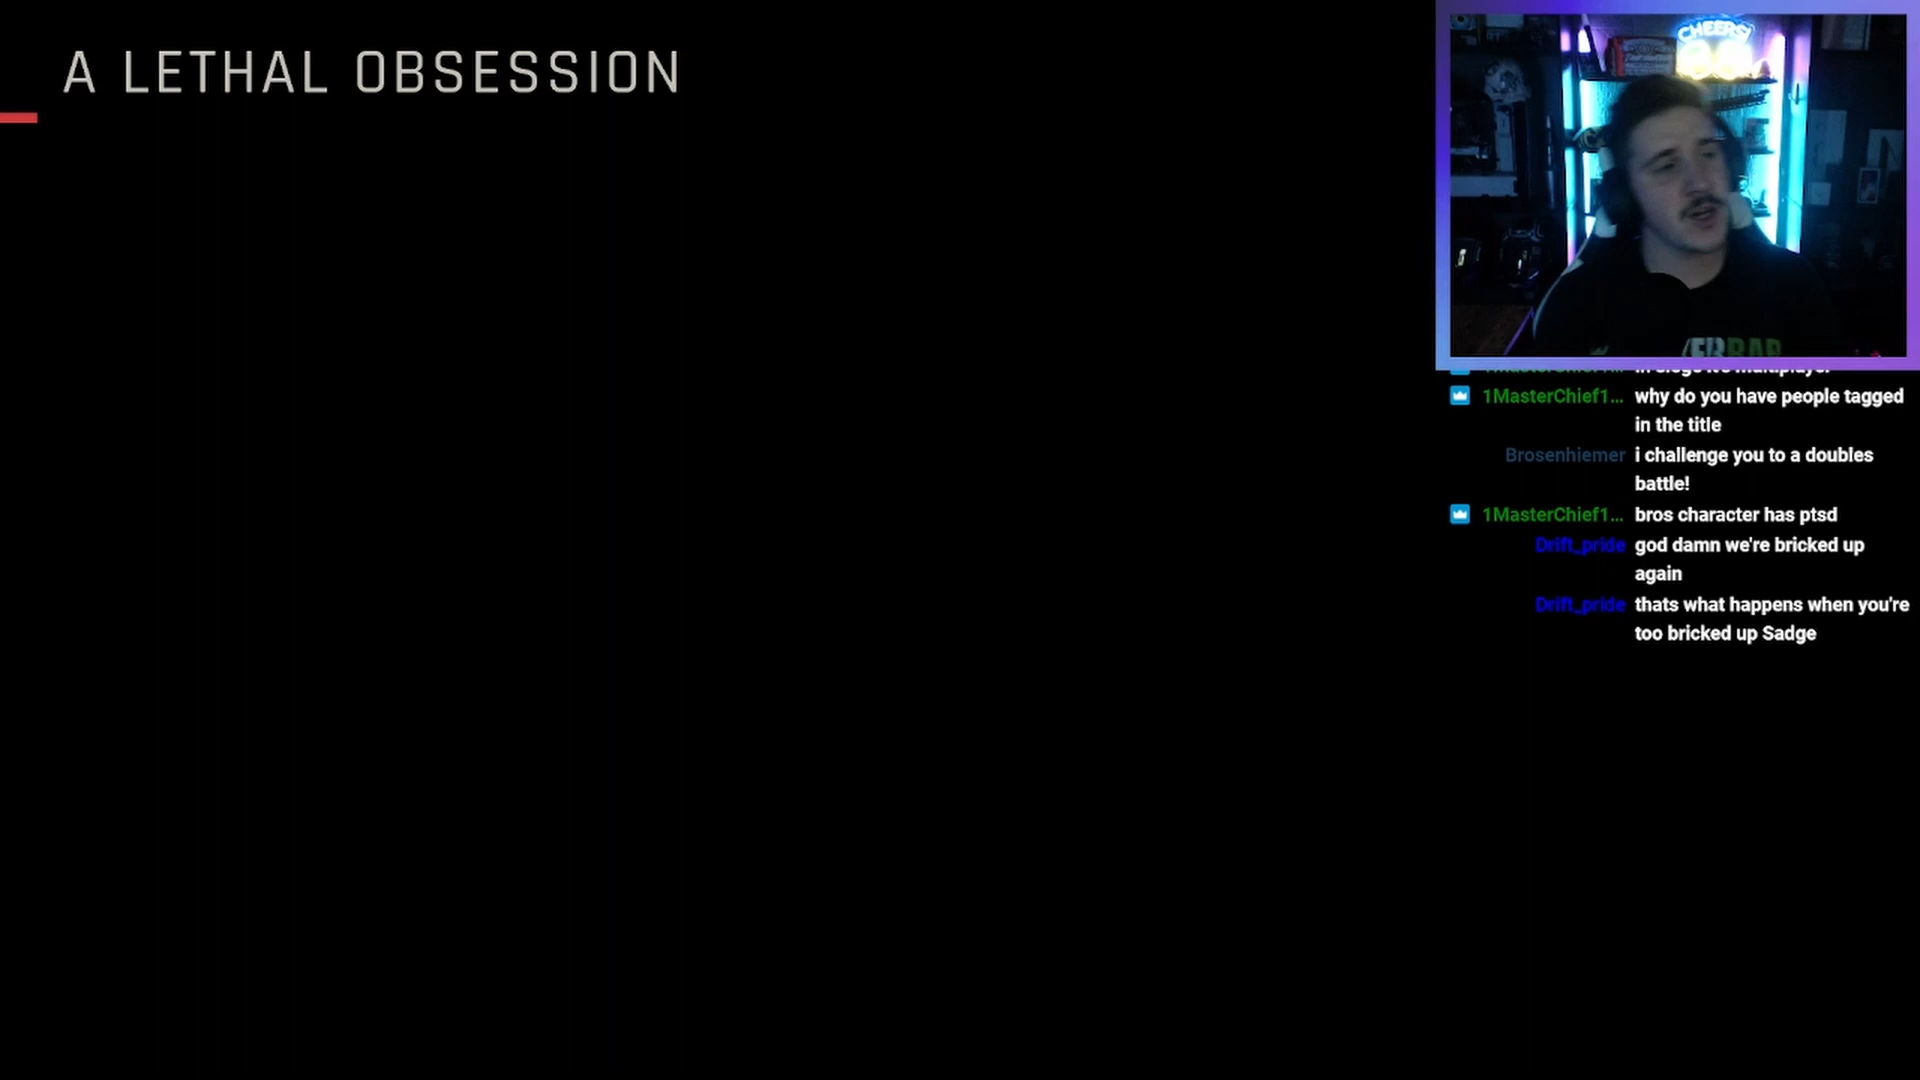 A LETHAL OBSESSION
CHEERS!
1MasterChief1... why do you have people tagged
in the title
Brosenhiemer i challenge you to a doubles
battle!
1MasterChief1... bros character has ptsd
Drift_pride god damn we're bricked up
again
Drift_pride thats what happens when you're
too bricked up Sadge